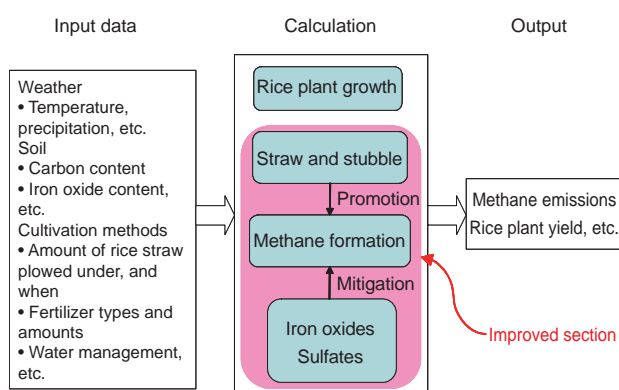 Input data
Calculation
Output
Weather
• Temperature,
precipitation, etc.
Soil
• Carbon content
• Iron oxide content,
etc.
Cultivation methods
• Amount of rice straw
plowed under, and
when
• Fertilizer types and
amounts
• Water management,
etc.
Rice plant growth
Straw and stubble
Promotion
Methane formation
Mitigation
Iron oxides
Sulfates
Methane emissions
Rice plant yield, etc.
Improved section